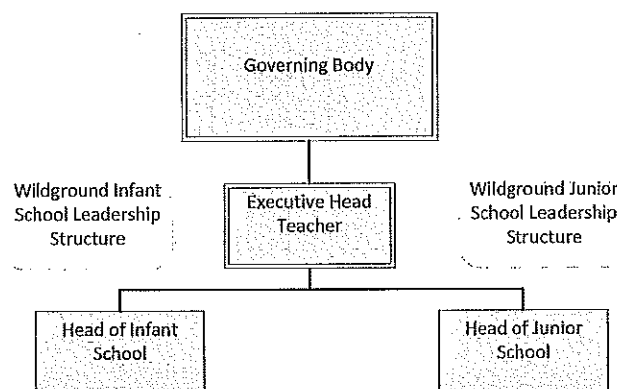 Governing Body
Wildground Infant
School Leadership
Structure
Executive Head
Teacher
Wildground Junior
School Leadership
Structure
Head of Infant
School
Head of Junior
School